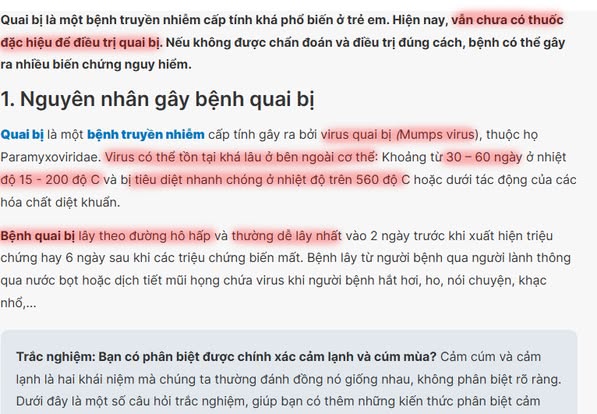 Quai bị là một bệnh truyền nhiễm cấp tính khá phổ biến ở trẻ em. Hiện nay, vẫn chưa có thuốc
đặc hiệu để điều trị quai bị. Nếu không được chẩn đoán và điều trị đúng cách, bệnh có thể gây
ra nhiều biến chứng nguy hiểm.
1. Nguyên nhân gây bệnh quai bị
Quai bị là một bệnh truyền nhiễm cấp tính gây ra bởi virus quai bị (Mumps virus), thuộc họ
Paramyxoviridae. Virus có thể tồn tại khá lâu ở bên ngoài cơ thể: Khoảng từ 30 – 60 ngày ở nhiệt
độ 15 - 200 độ C và bị tiêu diệt nhanh chóng ở nhiệt độ trên 560 độ C hoặc dưới tác động của các
hóa chất diệt khuẩn.
Bệnh quai bị lây theo đường hô hấp và thường dễ lây nhất vào 2 ngày trước khi xuất hiện triệu
chứng hay 6 ngày sau khi các triệu chứng biến mất. Bệnh lây từ người bệnh qua người lành thông
qua nước bọt hoặc dịch tiết mũi họng chứa virus khi người bệnh hắt hơi, ho, nói chuyện, khạc
nhổ,...
Trắc nghiệm: Bạn có phân biệt được chính xác cảm lạnh và cúm mùa? Cảm cúm và cảm
lạnh là hai khái niệm mà chúng ta thường đánh đồng nó giống nhau, không phân biệt rõ ràng.
Dưới đây là một số câu hỏi trắc nghiệm, giúp bạn có thêm những kiến thức phân biệt cảm